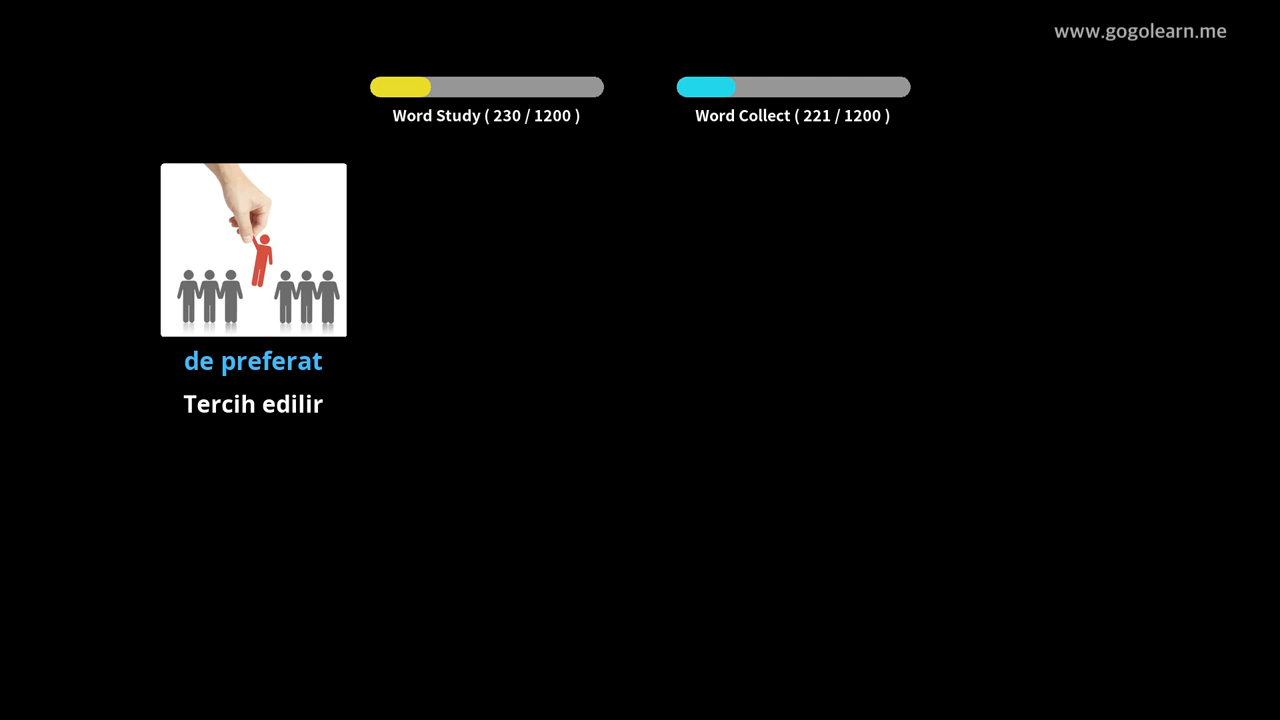 www.gogolearn.me
Word Study ( 230 / 1200 )
Word Collect ( 221 / 1200 )
de preferat
Tercih edilir